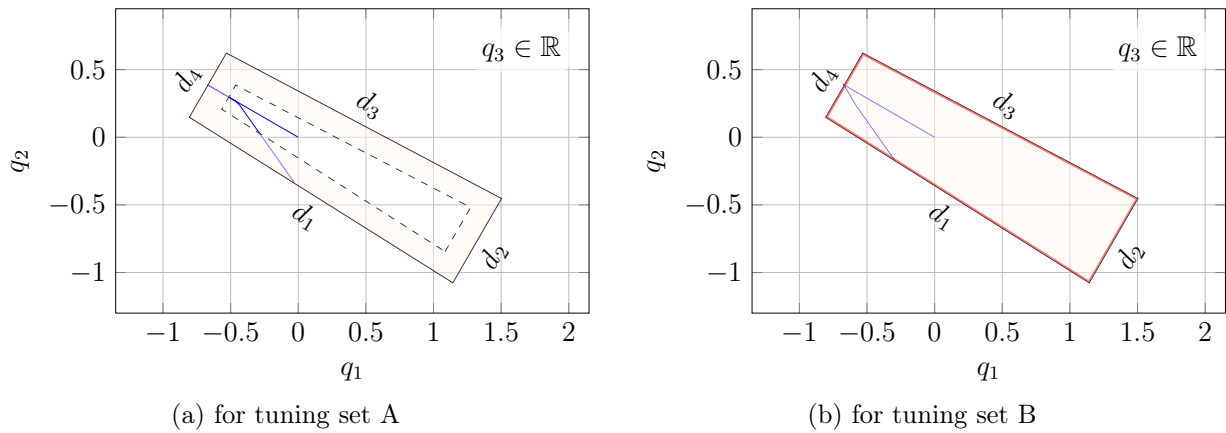 q₃ ∈ ℝ
0.5
0
−0.5
−1
q₂
d₄
d₃
d₁
d₂
−1 −0.5 0 0.5 1 1.5 2
q₁
(a) for tuning set A
q₃ ∈ ℝ
0.5
0
−0.5
−1
q₂
d₄
d₃
d₁
d₂
−1 −0.5 0 0.5 1 1.5 2
q₁
(b) for tuning set B